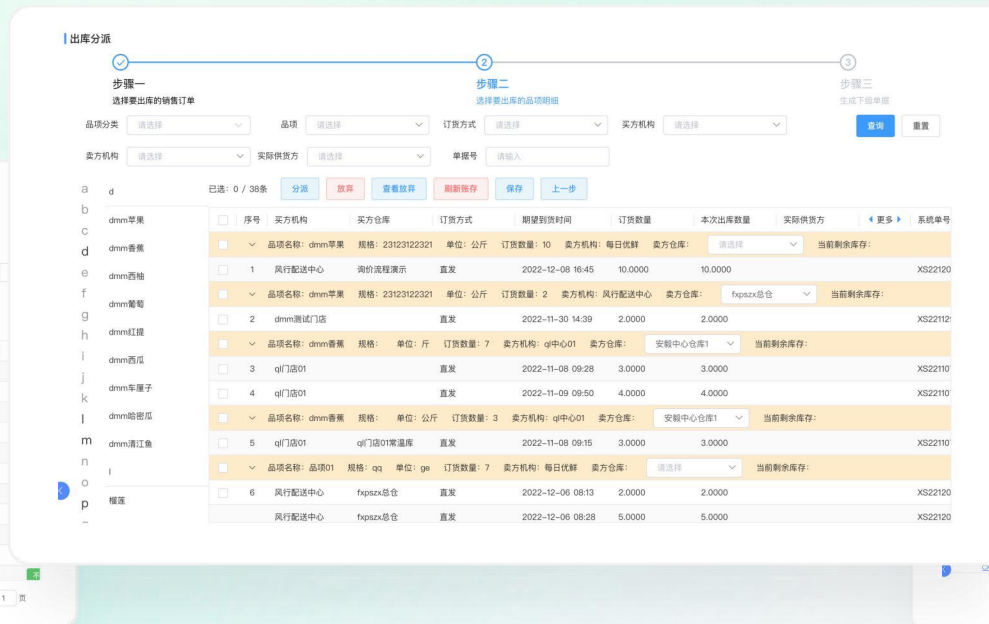 出库分派
2
3
步骤一
步骤二
步骤三
选择要出库的销售订单
选择要出库的品项明细
生成下组单据
品项分类 请选择 品项 请选择 订货方式 请选择 买方机构 请选择 查询 重置
卖方机构 请选择 实际供货方 请选择 单据号 请输入
已选：0 / 38条 分派 放弃 查看放弃 刷新账存 保存 上一步
a
b
c
d
e
f
g
h
i
j
k
l
m
n
o
p
d
dmm苹果
dmm香蕉
dmm西柚
dmm葡萄
dmm红提
dmm西瓜
dmm车厘子
dmm哈密瓜
dmm清江鱼
l
榴莲
序号 买方机构 买方仓库 订货方式 期望到货时间 订货数量 本次出库数量 实际供货方 更多 系统单号
品项名称：dmm苹果 规格：23123122321 单位：公斤 订货数量：10 卖方机构：每日优鲜 卖方仓库： 请选择 当前剩余库存：
1 风行配送中心 询价流程演示 直发 2022-12-08 16:45 10.0000 10.0000 XS22120
品项名称：dmm苹果 规格：23123122321 单位：公斤 订货数量：2 卖方机构：风行配送中心 卖方仓库： fxpszx总仓 当前剩余库存：
2 dmm测试门店 直发 2022-11-30 14:39 2.0000 2.0000 XS22112
品项名称：dmm香蕉 规格： 单位：斤 订货数量：7 卖方机构：ql中心01 卖方仓库： 安毅中心仓库1 当前剩余库存：
3 ql门店01 直发 2022-11-08 09:28 3.0000 3.0000 XS22110
4 ql门店01 直发 2022-11-09 09:50 4.0000 4.0000 XS22110
品项名称：dmm香蕉 规格： 单位：公斤 订货数量：3 卖方机构：ql中心01 卖方仓库： 安毅中心仓库1 当前剩余库存：
5 ql门店01 ql门店01常温库 直发 2022-11-08 09:15 3.0000 3.0000 XS22110
品项名称：品项01 规格：qq 单位：ge 订货数量：7 卖方机构：每日优鲜 卖方仓库： 请选择 当前剩余库存：
6 风行配送中心 fxpszx总仓 直发 2022-12-06 08:13 2.0000 2.0000 XS22120
风行配送中心 fxpszx总仓 直发 2022-12-06 08:28 5.0000 5.0000 XS22120
不
1 页